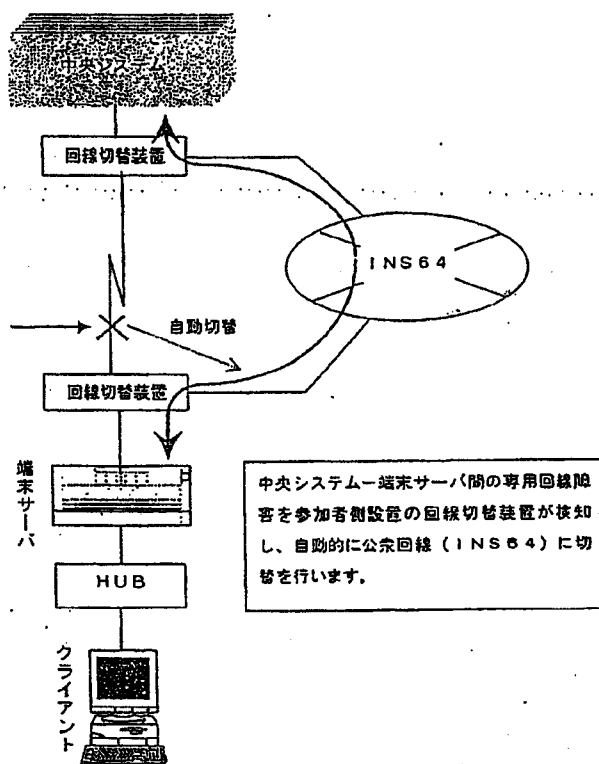 中央システム
回線切替装置
INS64
自動切替
回線切替装置
端末サーバ
中央システムー端末サーバ間の専用回線障
害を参加者側設置の回線切替装置が検知
し、自動的に公衆回線（INS64）に切
替を行います。
HUB
クライアント